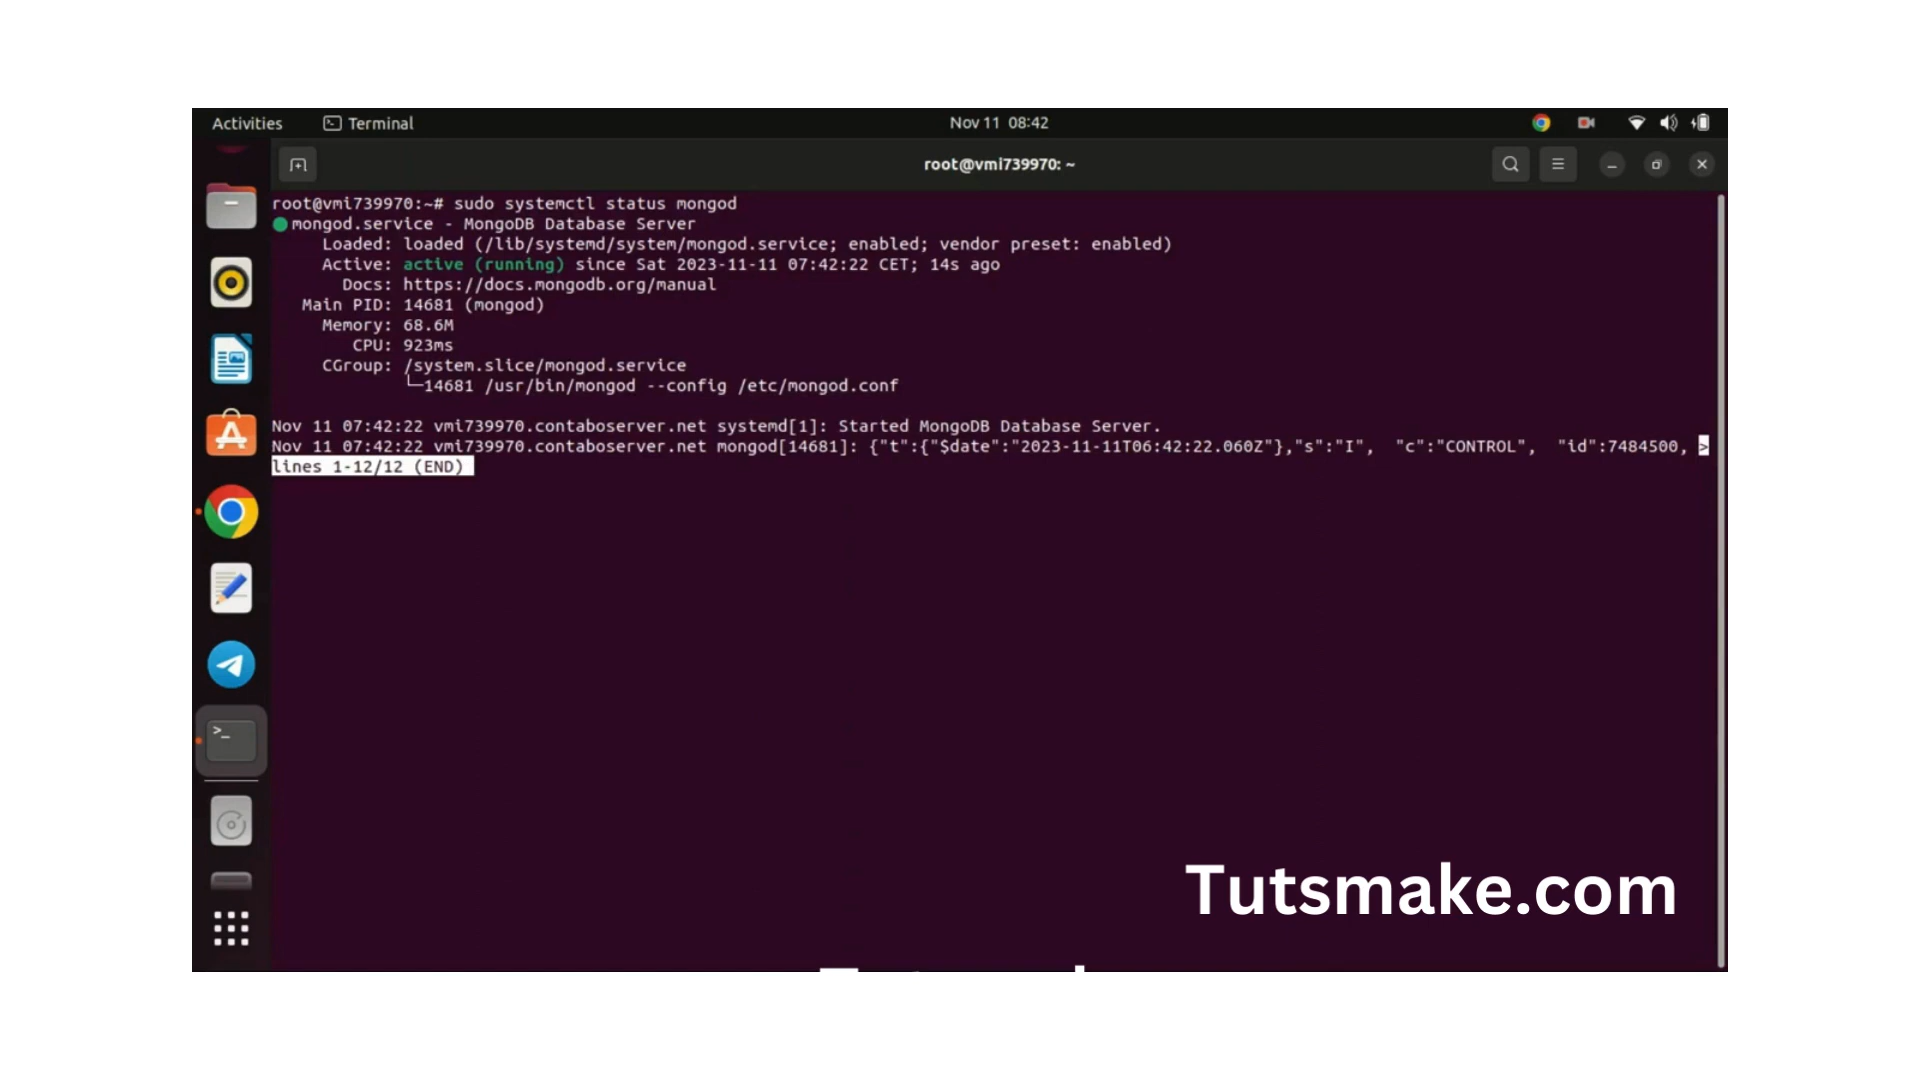 Activities Terminal Nov 11 08:42
root@vmi739970: ~
root@vmi739970:~# sudo systemctl status mongod
mongod.service - MongoDB Database Server
Loaded: loaded (/lib/systemd/system/mongod.service; enabled; vendor preset: enabled)
Active: active (running) since Sat 2023-11-11 07:42:22 CET; 14s ago
Docs: https://docs.mongodb.org/manual
Main PID: 14681 (mongod)
Memory: 68.6M
CPU: 923ms
CGroup: /system.slice/mongod.service
└─14681 /usr/bin/mongod --config /etc/mongod.conf
Nov 11 07:42:22 vmi739970.contaboserver.net systemd[1]: Started MongoDB Database Server.
Nov 11 07:42:22 vmi739970.contaboserver.net mongod[14681]: {"t":{"$date":"2023-11-11T06:42:22.060Z"},"s":"I",  "c":"CONTROL",  "id":7484500, >
lines 1-12/12 (END)
Tutsmake.com